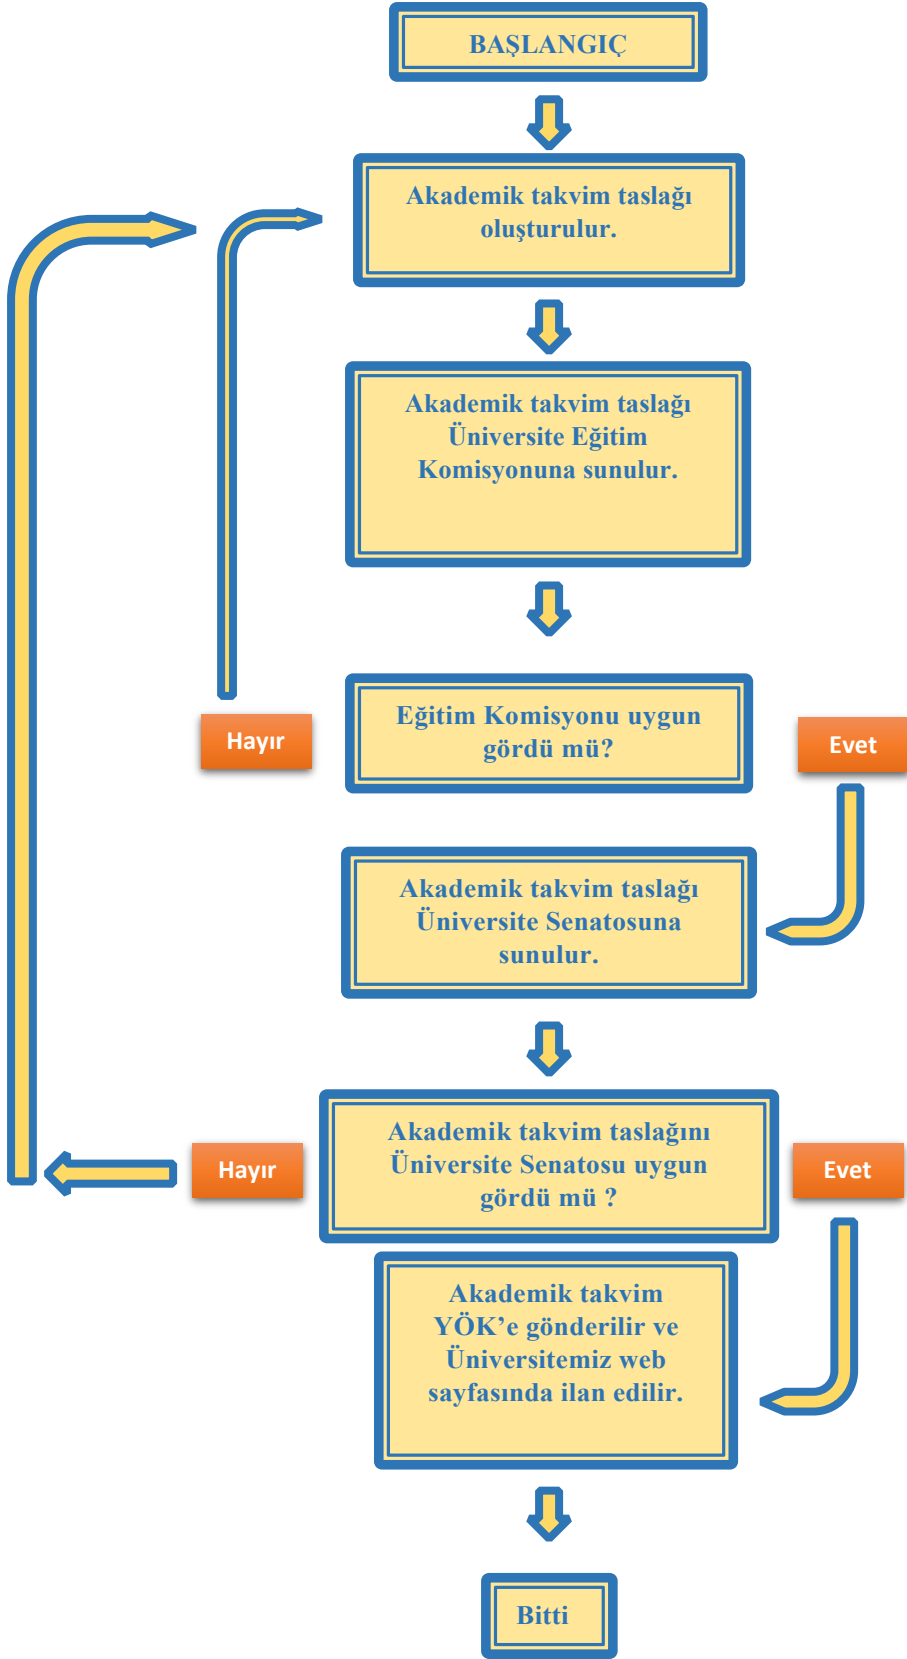 BAŞLANGIÇ
Akademik takvim taslağı
oluşturulur.
Akademik takvim taslağı
Üniversite Eğitim
Komisyonuna sunulur.
Eğitim Komisyonu uygun
gördü mü?
Hayır
Evet
Akademik takvim taslağı
Üniversite Senatosuna
sunulur.
Akademik takvim taslağını
Üniversite Senatosu uygun
gördü mü ?
Hayır
Evet
Akademik takvim
YÖK’e gönderilir ve
Üniversitemiz web
sayfasında ilan edilir.
Bitti